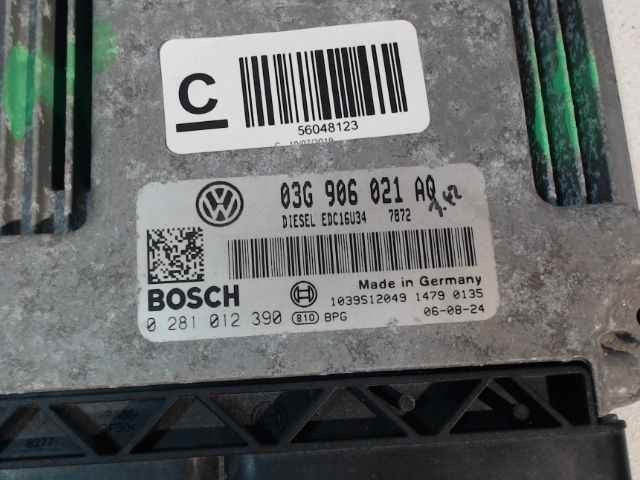 C
56048123
03G 906 021 AQ
DIESEL EDC16U34 7872
Made in Germany
BOSCH
1039S12049 1479 0135
0 281 012 390 810 BPG
06-08-24